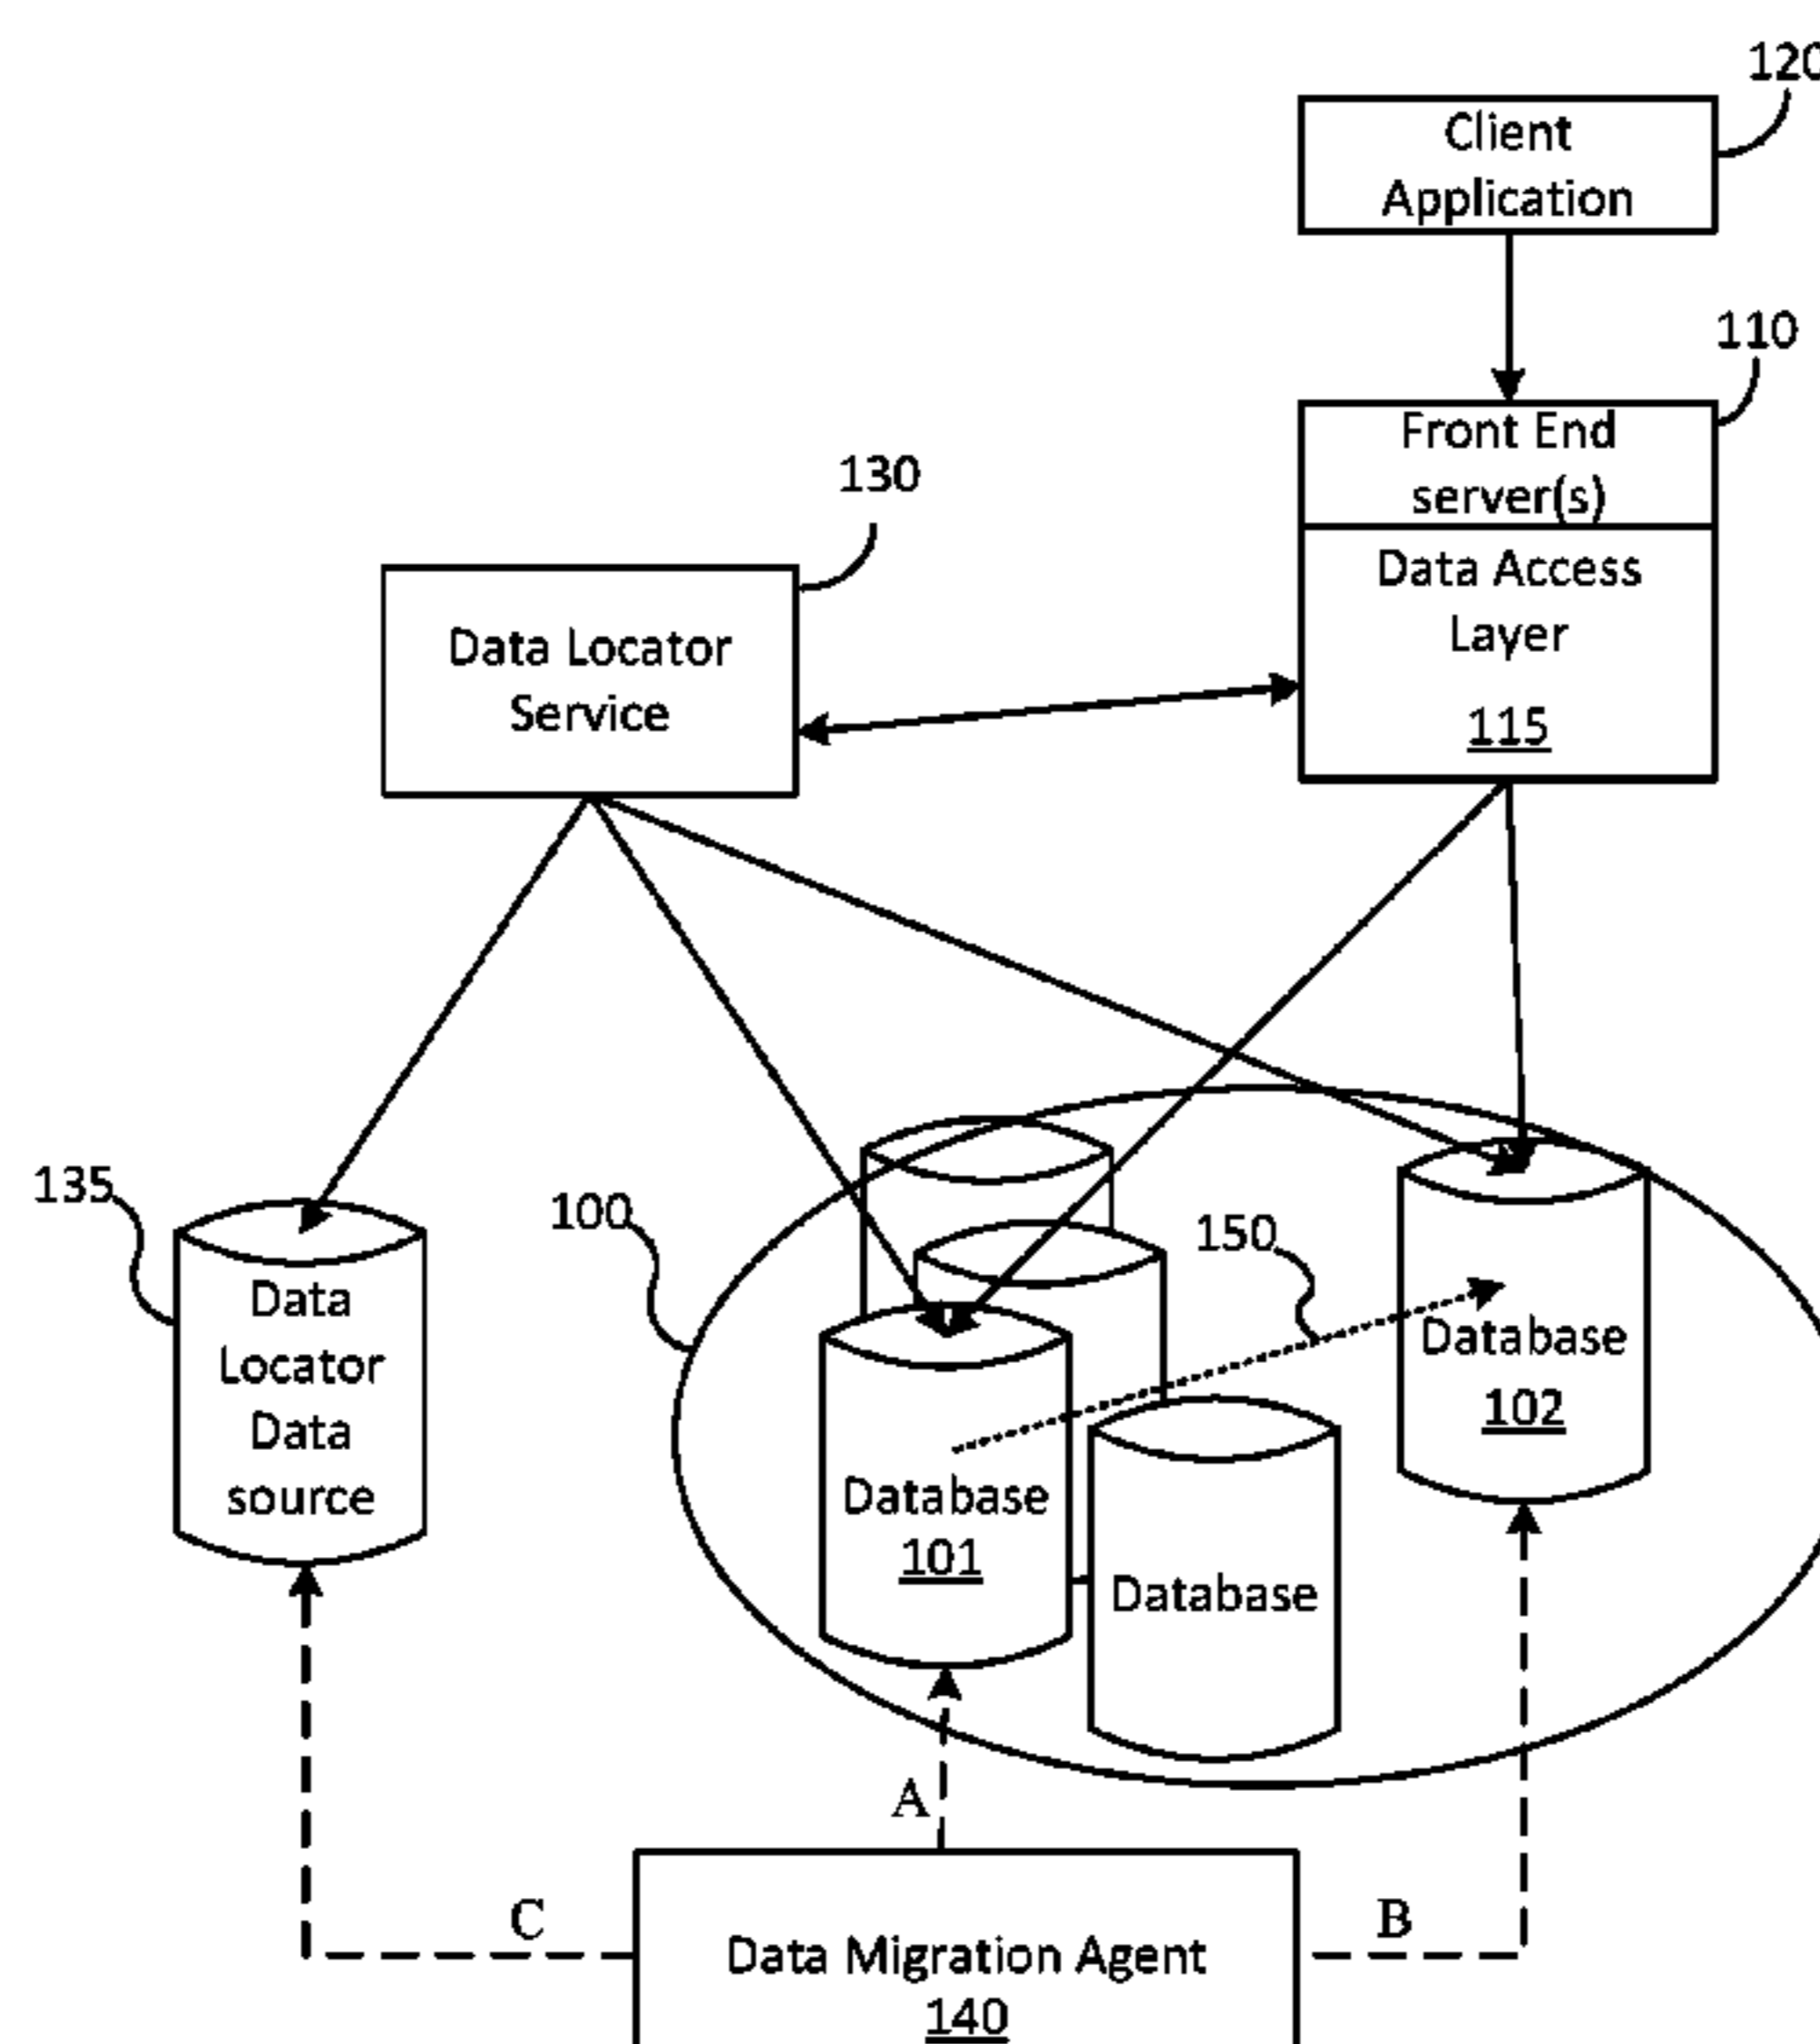 120
Client
Application
110
Front End
server(s)
Data Access
Layer
115
130
Data Locator
Service
135
100
150
Data
Locator
Data
source
Database
102
Database
101
Database
A
C
B
Data Migration Agent
140